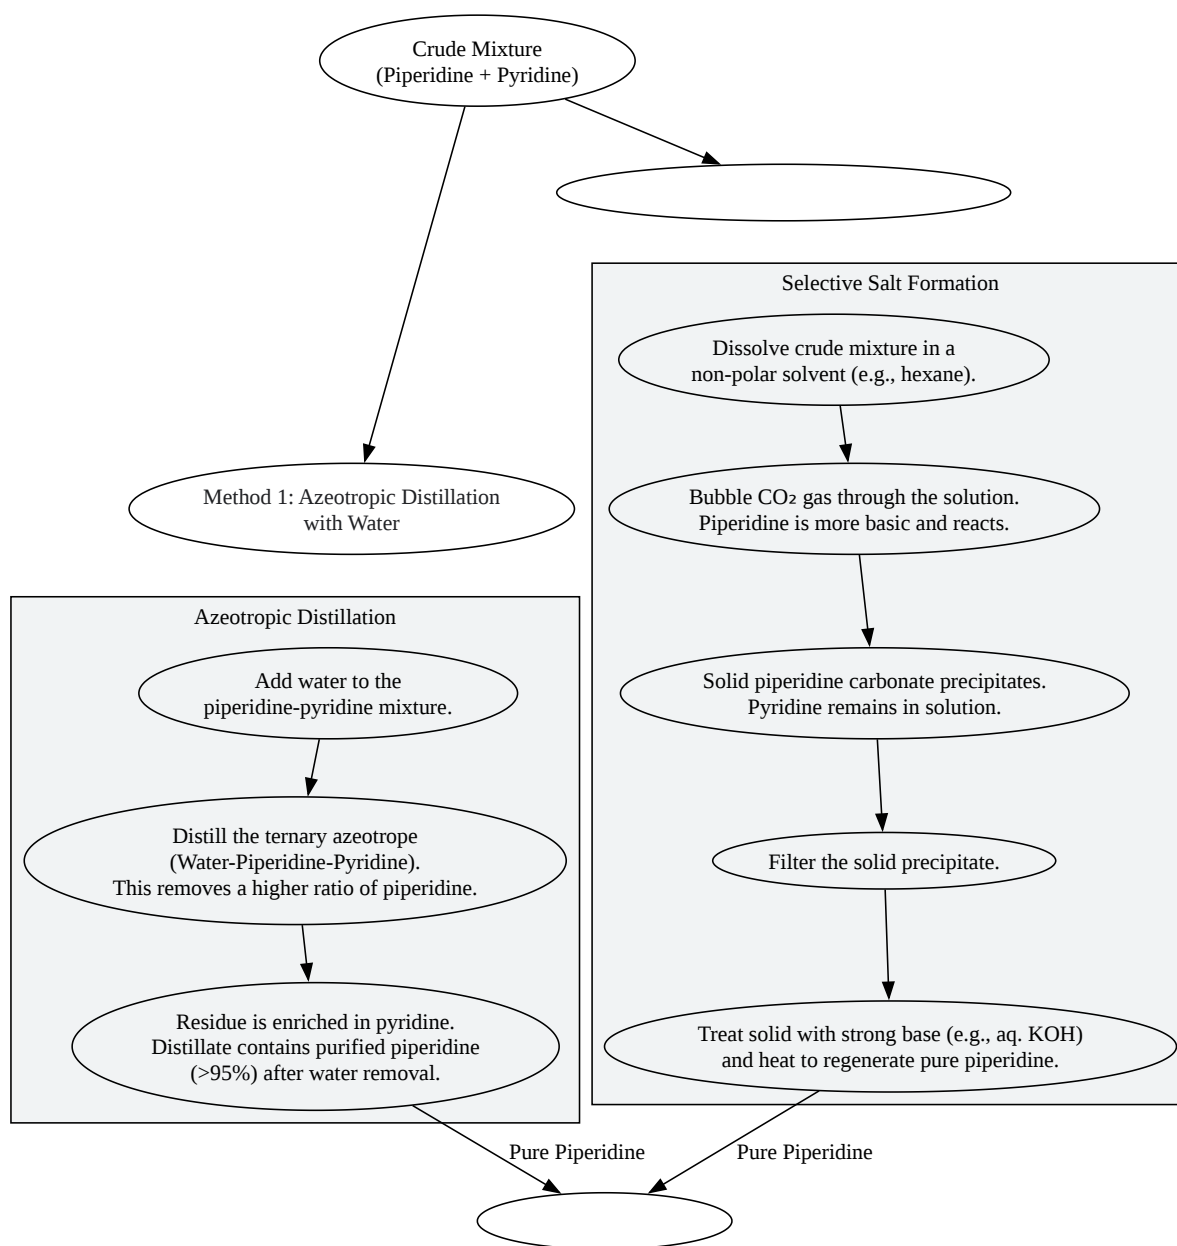 Crude Mixture
(Piperidine + Pyridine)
Selective Salt Formation
Dissolve crude mixture in a
non-polar solvent (e.g., hexane).
Bubble CO₂ gas through the solution.
Piperidine is more basic and reacts.
Method 1: Azeotropic Distillation
with Water
Azeotropic Distillation
Add water to the
piperidine-pyridine mixture.
Solid piperidine carbonate precipitates.
Pyridine remains in solution.
Distill the ternary azeotrope
(Water-Piperidine-Pyridine).
This removes a higher ratio of piperidine.
Filter the solid precipitate.
Residue is enriched in pyridine.
Distillate contains purified piperidine
(>95%) after water removal.
Treat solid with strong base (e.g., aq. KOH)
and heat to regenerate pure piperidine.
Pure Piperidine
Pure Piperidine